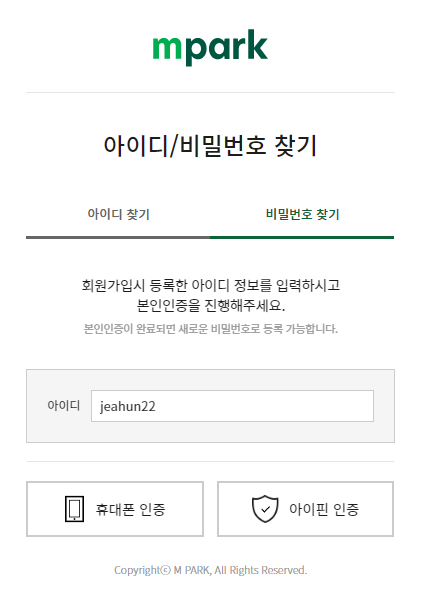 mpark
아이디/비밀번호 찾기
아이디 찾기
비밀번호 찾기
회원가입시 등록한 아이디 정보를 입력하시고
본인인증을 진행해주세요.
본인인증이 완료되면 새로운 비밀번호로 등록 가능합니다.
아이디
jeahun22
휴대폰 인증
아이핀 인증
Copyrightⓒ M PARK, All Rights Reserved.